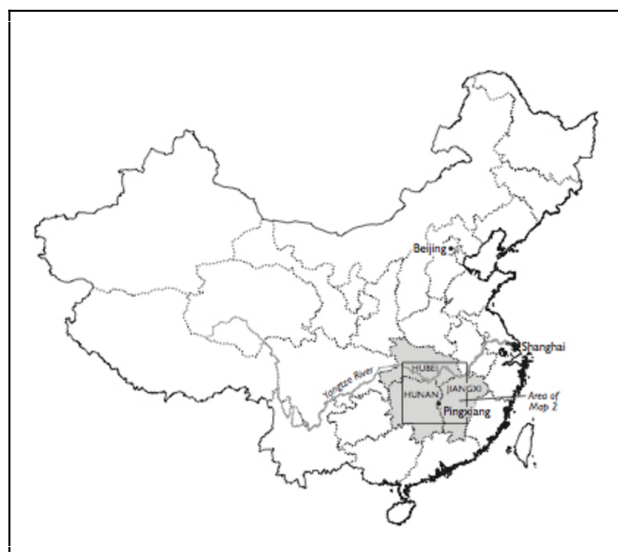 Beijing
Shanghai
HUBEI
Yangtze River
HUNAN
JIANGXI
Pingxiang
Area of
Map 2